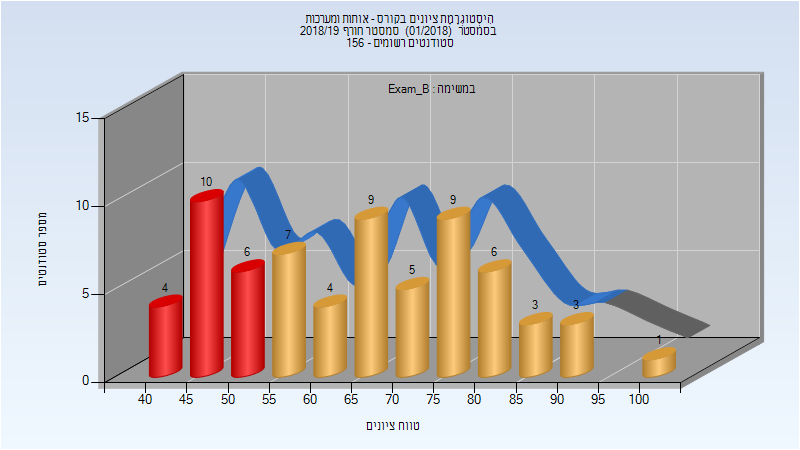 היסטוגרמת ציונים בקורס - אותות ומערכות
בסמסטר (01/2018) סמסטר חורף 2018/19
סטודנטים רשומים - 156
במשימה : Exam_B
מספר סטודנטים
15
10
5
0
4
10
6
7
4
9
5
9
6
3
3
1
40 45 50 55 60 65 70 75 80 85 90 95 100
טווח ציונים